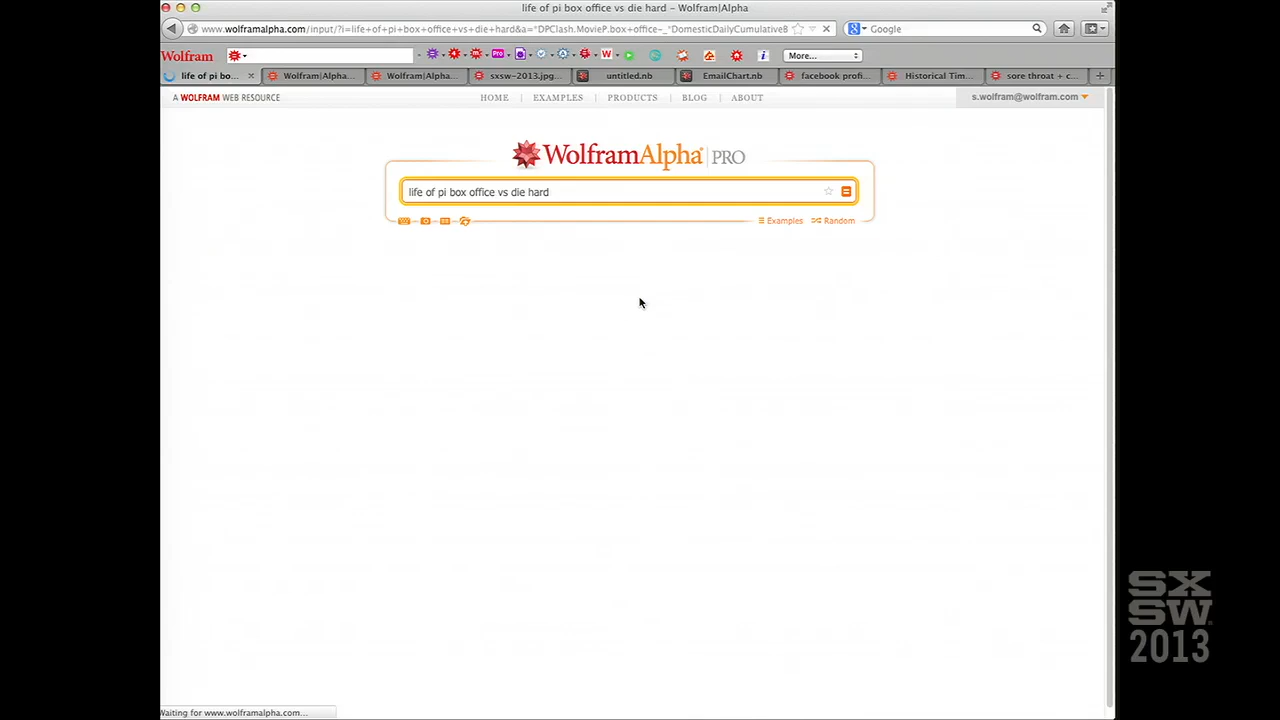 life of pi box office vs die hard – Wolfram|Alpha
www.wolframalpha.com/input/?i=life+of+pi+box+office+vs+die+hard&a="DPClash.MovieP.box+office-_"DomesticDailyCumulativeB
Google
Wolfram
Pro
W
i
More...
life of pi bo...
Wolfram|Alpha...
Wolfram|Alpha...
sxsw-2013.jpg...
untitled.nb
EmailChart.nb
facebook profi...
Historical Tim...
sore throat + c...
A WOLFRAM WEB RESOURCE
HOME | EXAMPLES | PRODUCTS | BLOG | ABOUT
s.wolfram@wolfram.com
WolframAlpha PRO
life of pi box office vs die hard
Examples
Random
SX
SW
2013
Waiting for www.wolframalpha.com...